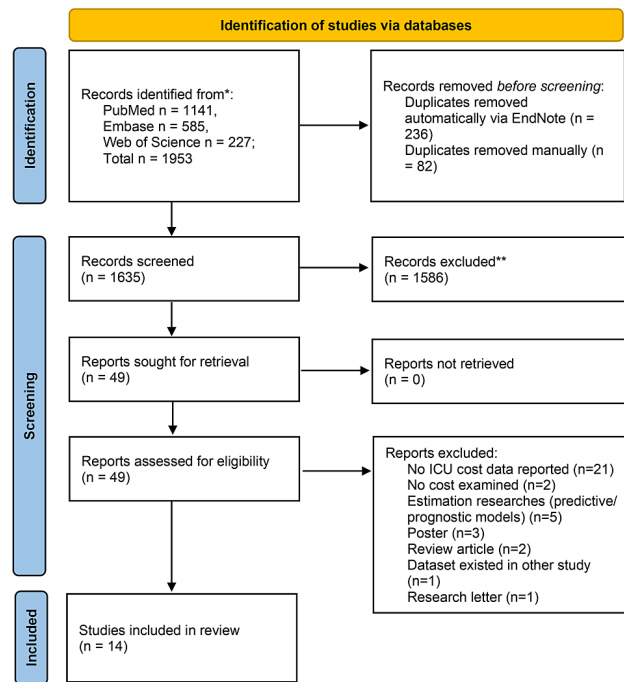 Identification of studies via databases
Identification
Records identified from*:
PubMed n = 1141,
Embase n = 585,
Web of Science n = 227;
Total n = 1953
Records removed before screening:
Duplicates removed
automatically via EndNote (n =
236)
Duplicates removed manually (n
= 82)
Screening
Records screened
(n = 1635)
Records excluded**
(n = 1586)
Reports sought for retrieval
(n = 49)
Reports not retrieved
(n = 0)
Reports assessed for eligibility
(n = 49)
Reports excluded:
No ICU cost data reported (n=21)
No cost examined (n=2)
Estimation researches (predictive/
prognostic models) (n=5)
Poster (n=3)
Review article (n=2)
Dataset existed in other study
(n=1)
Research letter (n=1)
Included
Studies included in review
(n = 14)